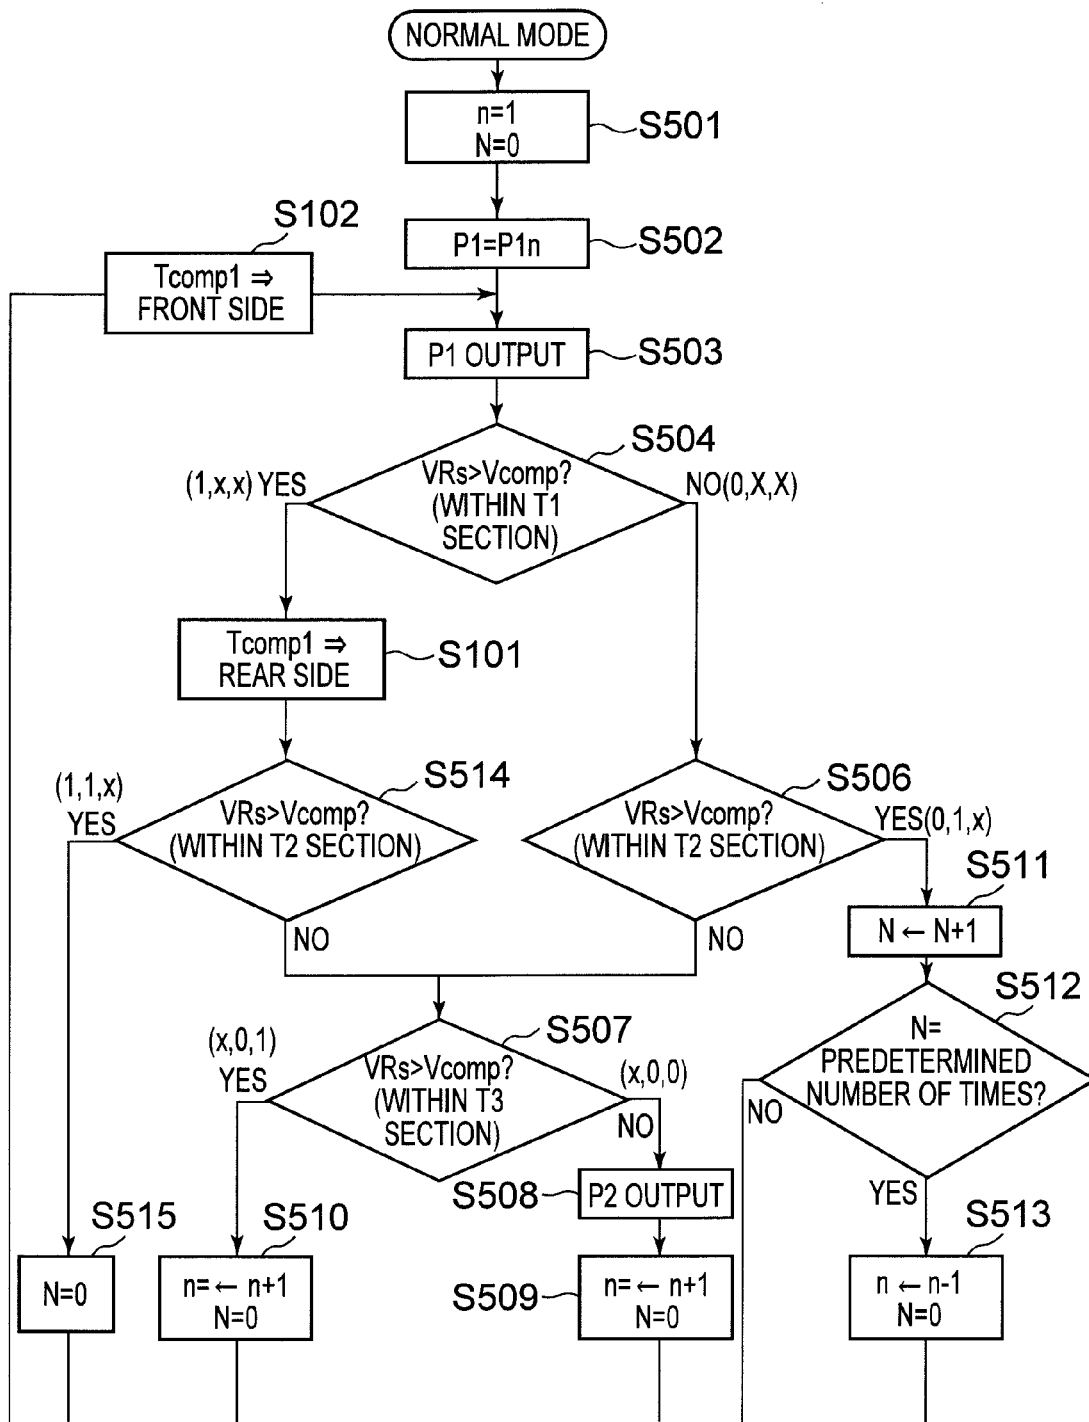 NORMAL MODE
n=1
N=0
S501
S102
P1=P1n
S502
Tcomp1 ⇒
FRONT SIDE
P1 OUTPUT
S503
S504
(1,x,x) YES
VRs>Vcomp?
(WITHIN T1
SECTION)
NO(0,X,X)
Tcomp1 ⇒
REAR SIDE
S101
(1,1,x)
YES
S514
VRs>Vcomp?
(WITHIN T2 SECTION)
NO
S506
VRs>Vcomp?
(WITHIN T2 SECTION)
YES(0,1,x)
NO
S511
N ← N+1
S512
N=
PREDETERMINED
NUMBER OF TIMES?
NO
YES
(x,0,1)
YES
S507
VRs>Vcomp?
(WITHIN T3
SECTION)
(x,0,0)
NO
S508
P2 OUTPUT
S515
N=0
S510
n= ← n+1
N=0
S509
n= ← n+1
N=0
S513
n ← n-1
N=0